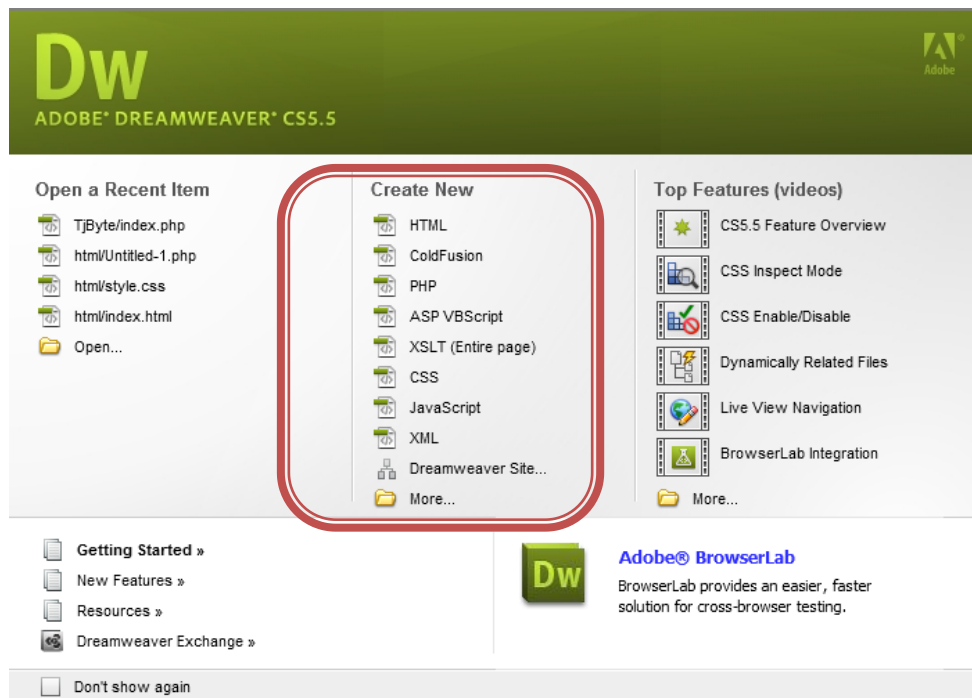 Dw
ADOBE® DREAMWEAVER® CS5.5
Adobe®
Open a Recent Item
TjByte/index.php
html/Untitled-1.php
html/style.css
html/index.html
Open...
Create New
HTML
ColdFusion
PHP
ASP VBScript
XSLT (Entire page)
CSS
JavaScript
XML
Dreamweaver Site...
More...
Top Features (videos)
CS5.5 Feature Overview
CSS Inspect Mode
CSS Enable/Disable
Dynamically Related Files
Live View Navigation
BrowserLab Integration
More...
Getting Started »
New Features »
Resources »
Dreamweaver Exchange »
Dw
Adobe® BrowserLab
BrowserLab provides an easier, faster
solution for cross-browser testing.
Don't show again